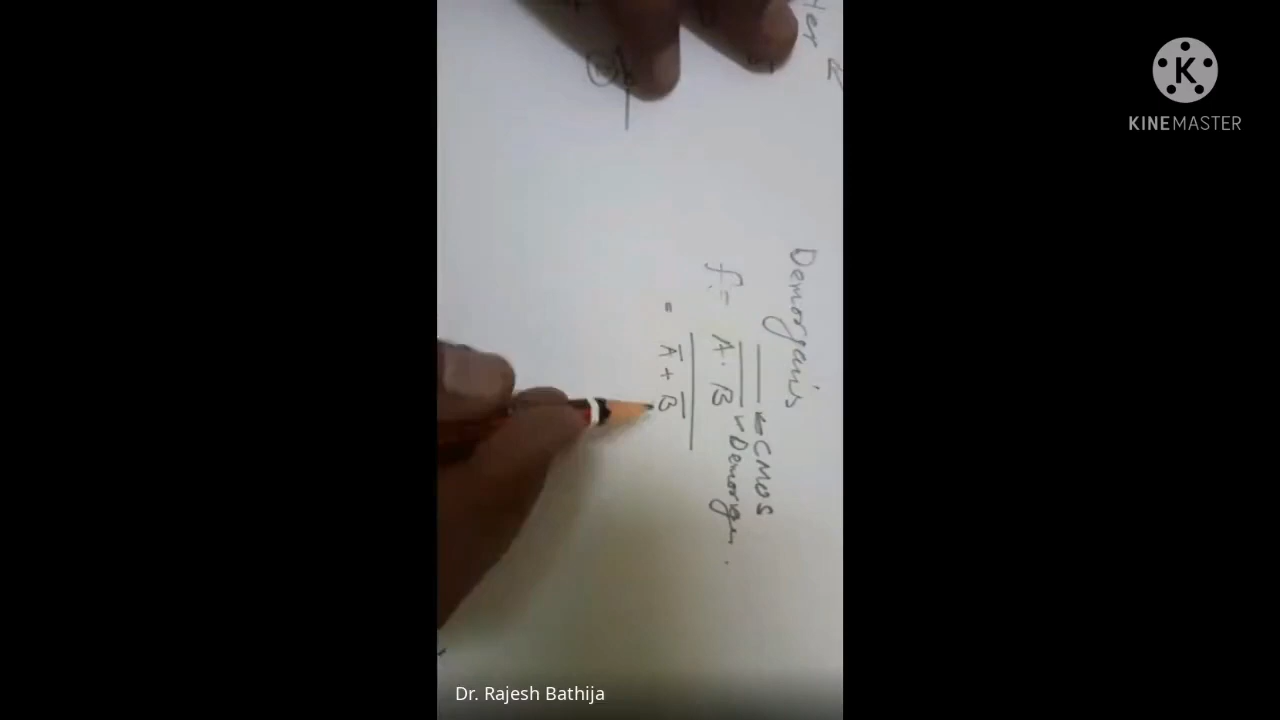 Demorgan's
CMOS
f = A̅ ̅·̅ ̅B̅ Demorgan
= A̅ + B̅
KINEMASTER
Dr. Rajesh Bathija